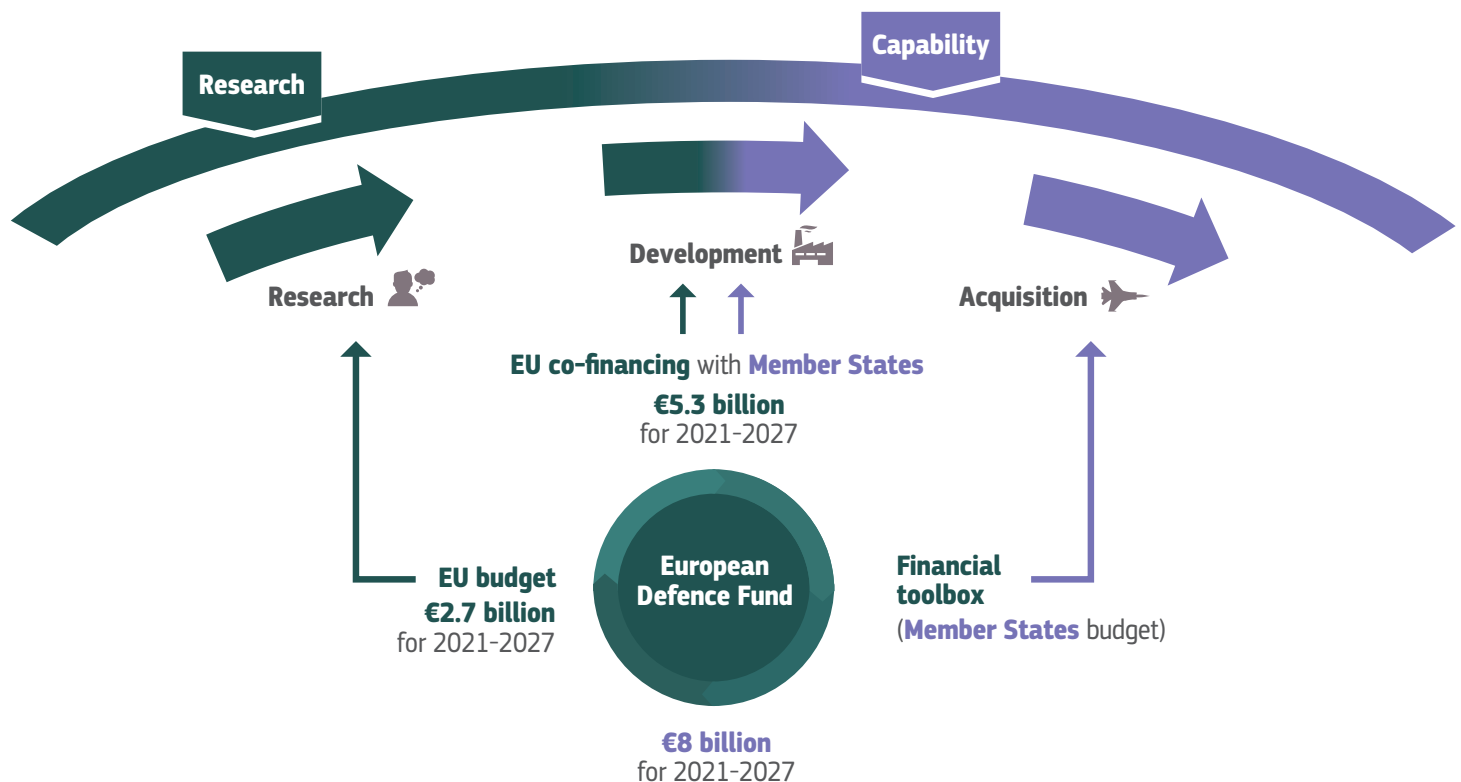 Research
Capability
Development
Research
Acquisition
EU co-financing with Member States
€5.3 billion
for 2021-2027
EU budget
€2.7 billion
for 2021-2027
European
Defence Fund
Financial
toolbox
(Member States budget)
€8 billion
for 2021-2027